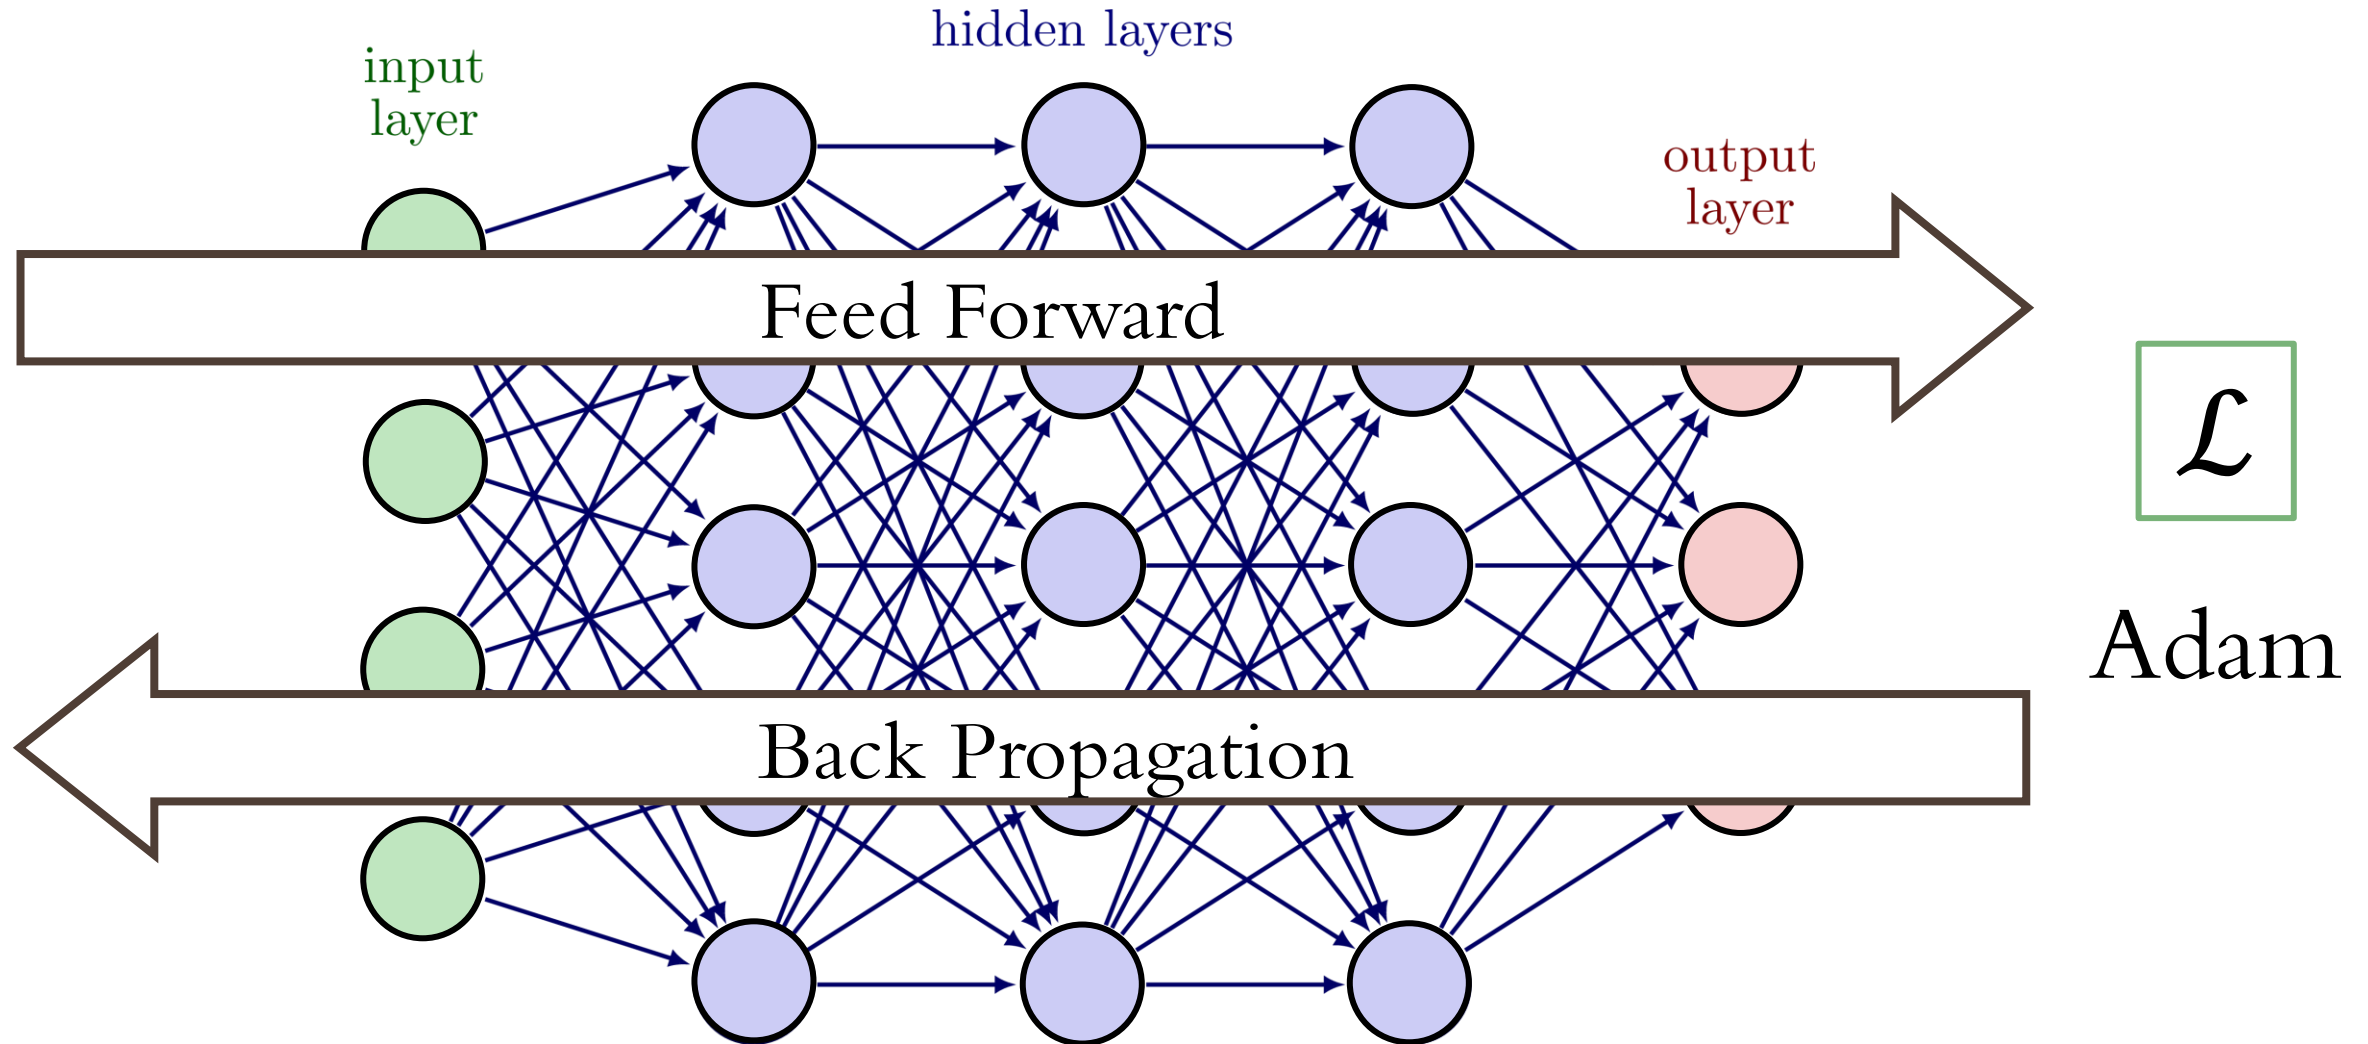 hidden layers
input
layer
output
layer
Feed Forward
ℒ
Adam
Back Propagation